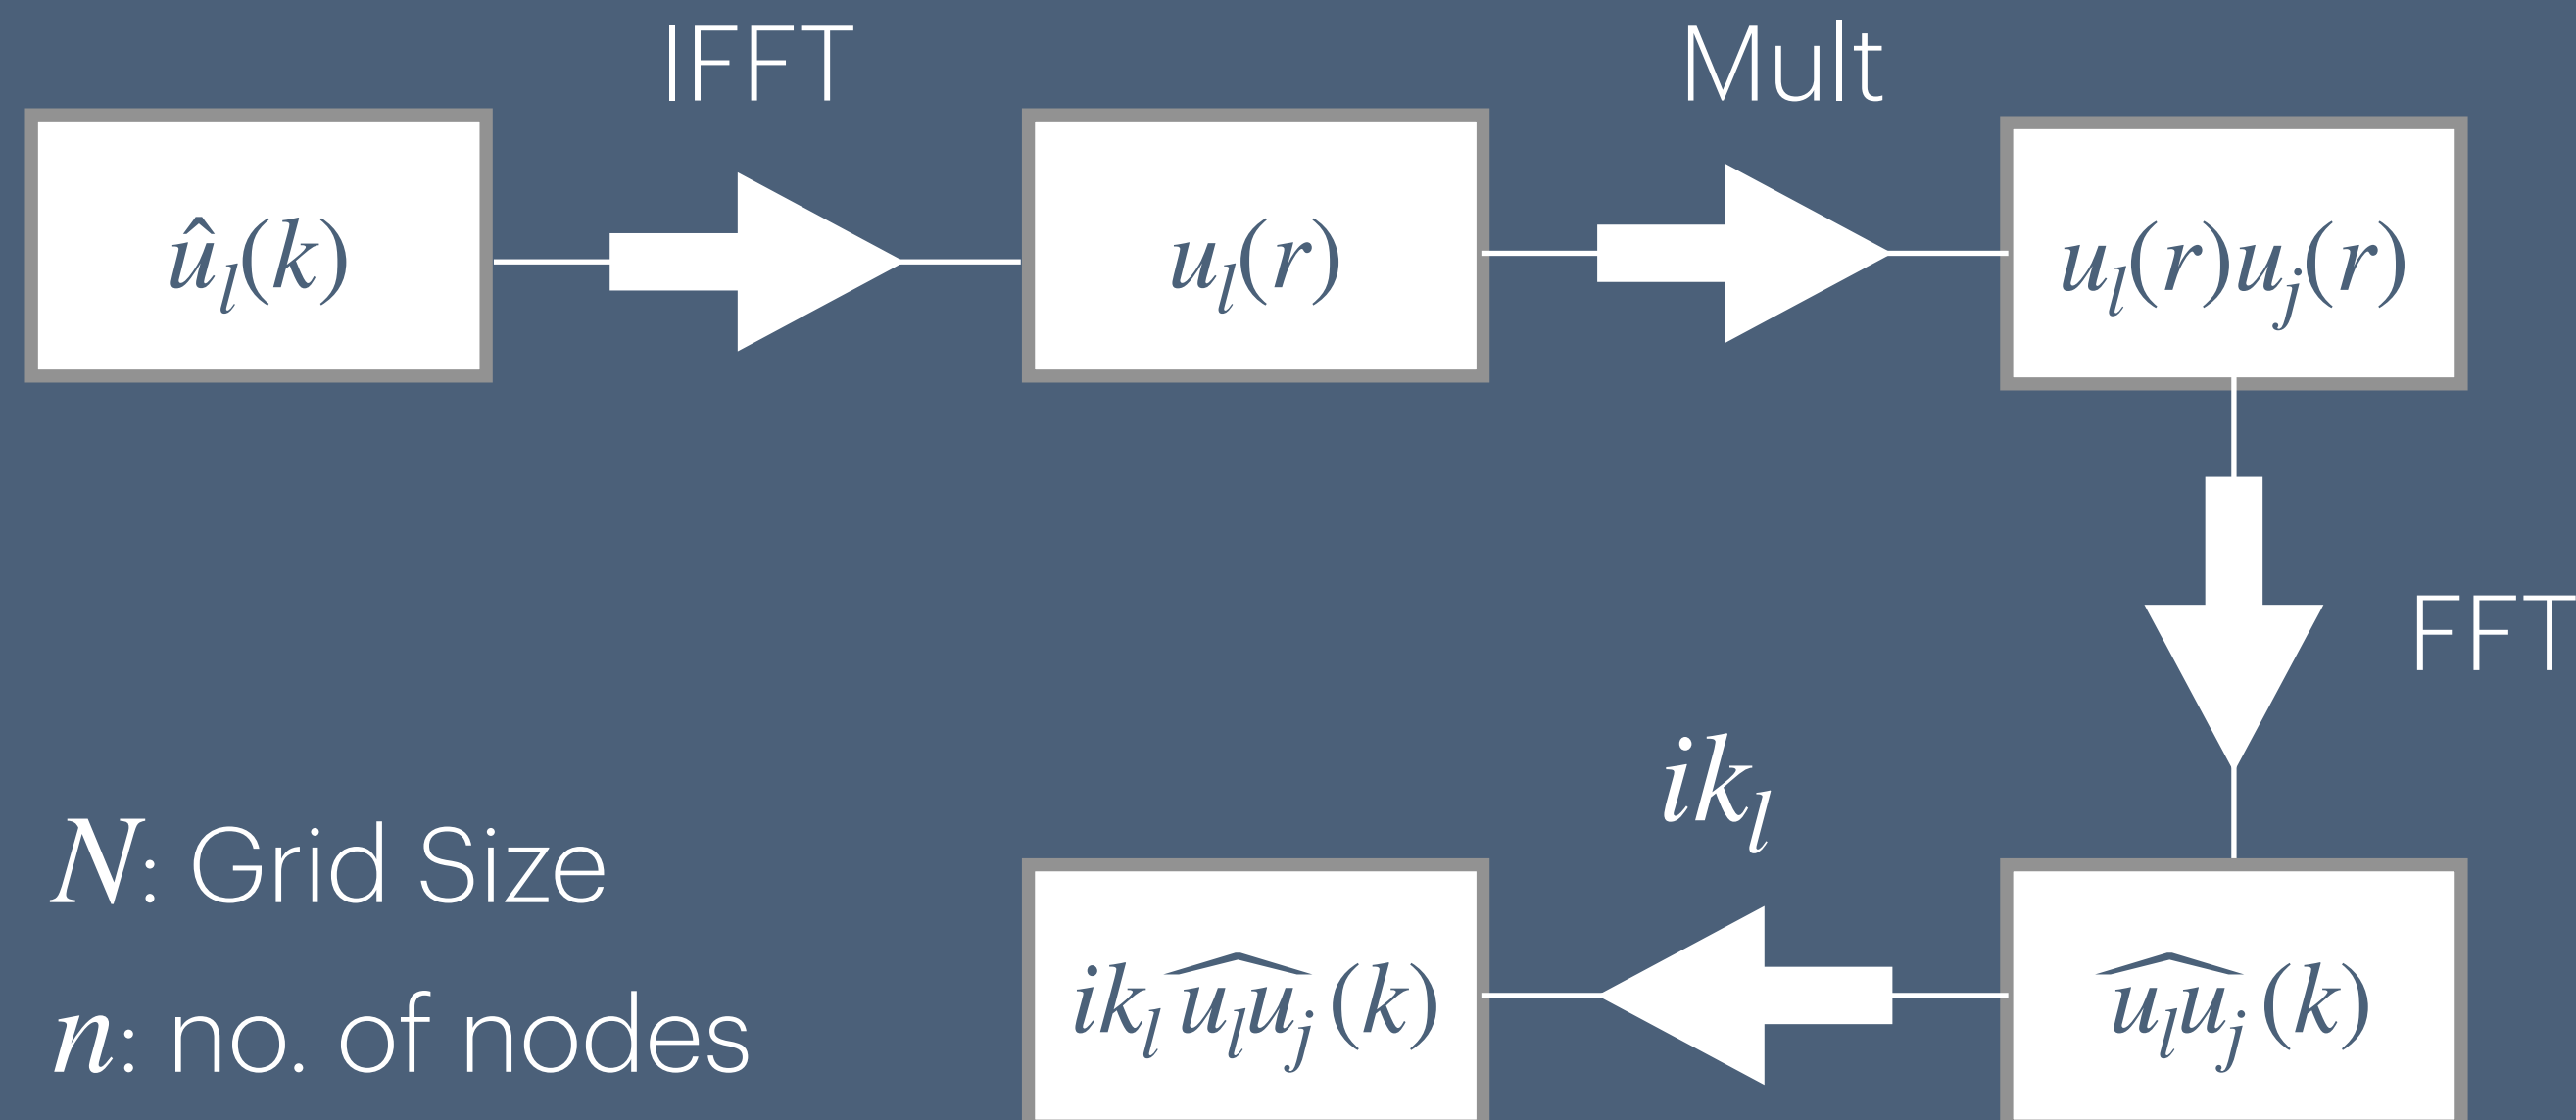 IFFT
Mult
û_l(k)
u_l(r)
u_l(r)u_j(r)
FFT
ik_l
N: Grid Size
ik_l \widehat{u_l u_j}(k)
\widehat{u_l u_j}(k)
n: no. of nodes